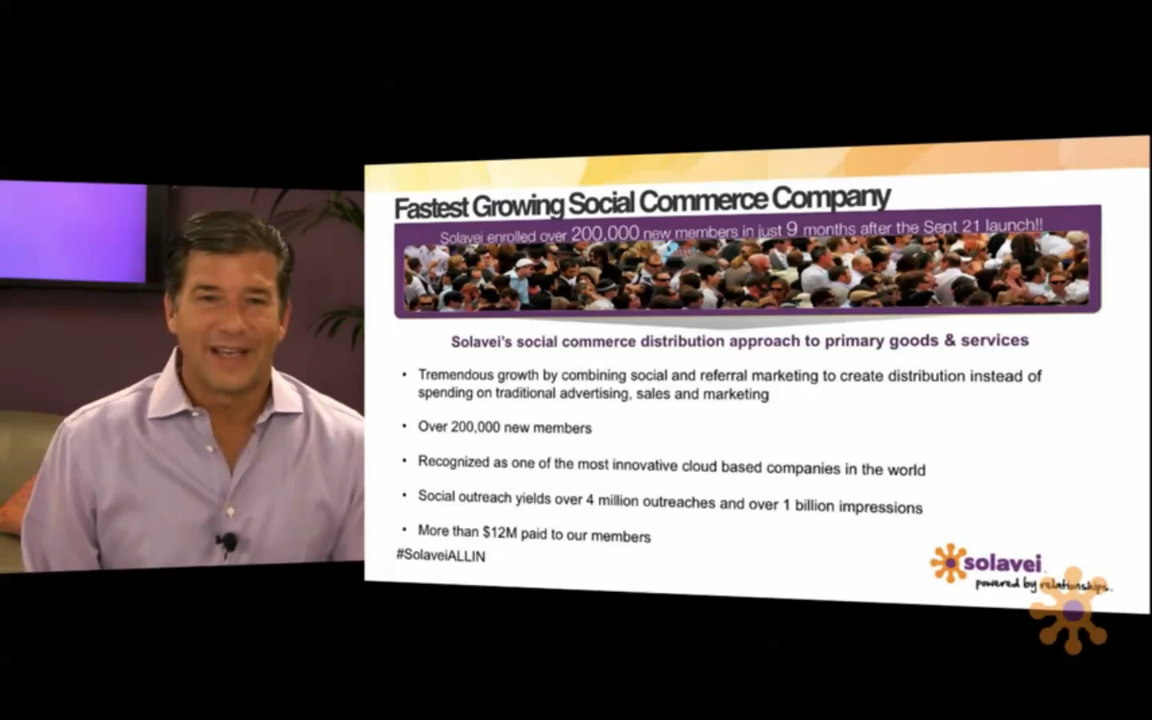 Fastest Growing Social Commerce Company
Solavei enrolled over 200,000 new members in just 9 months after the Sept 21 launch!!
Solavei's social commerce distribution approach to primary goods & services
• Tremendous growth by combining social and referral marketing to create distribution instead of
spending on traditional advertising, sales and marketing
• Over 200,000 new members
• Recognized as one of the most innovative cloud based companies in the world
• Social outreach yields over 4 million outreaches and over 1 billion impressions
• More than $12M paid to our members
#SolaveiALLIN
solavei
powered by relationships.